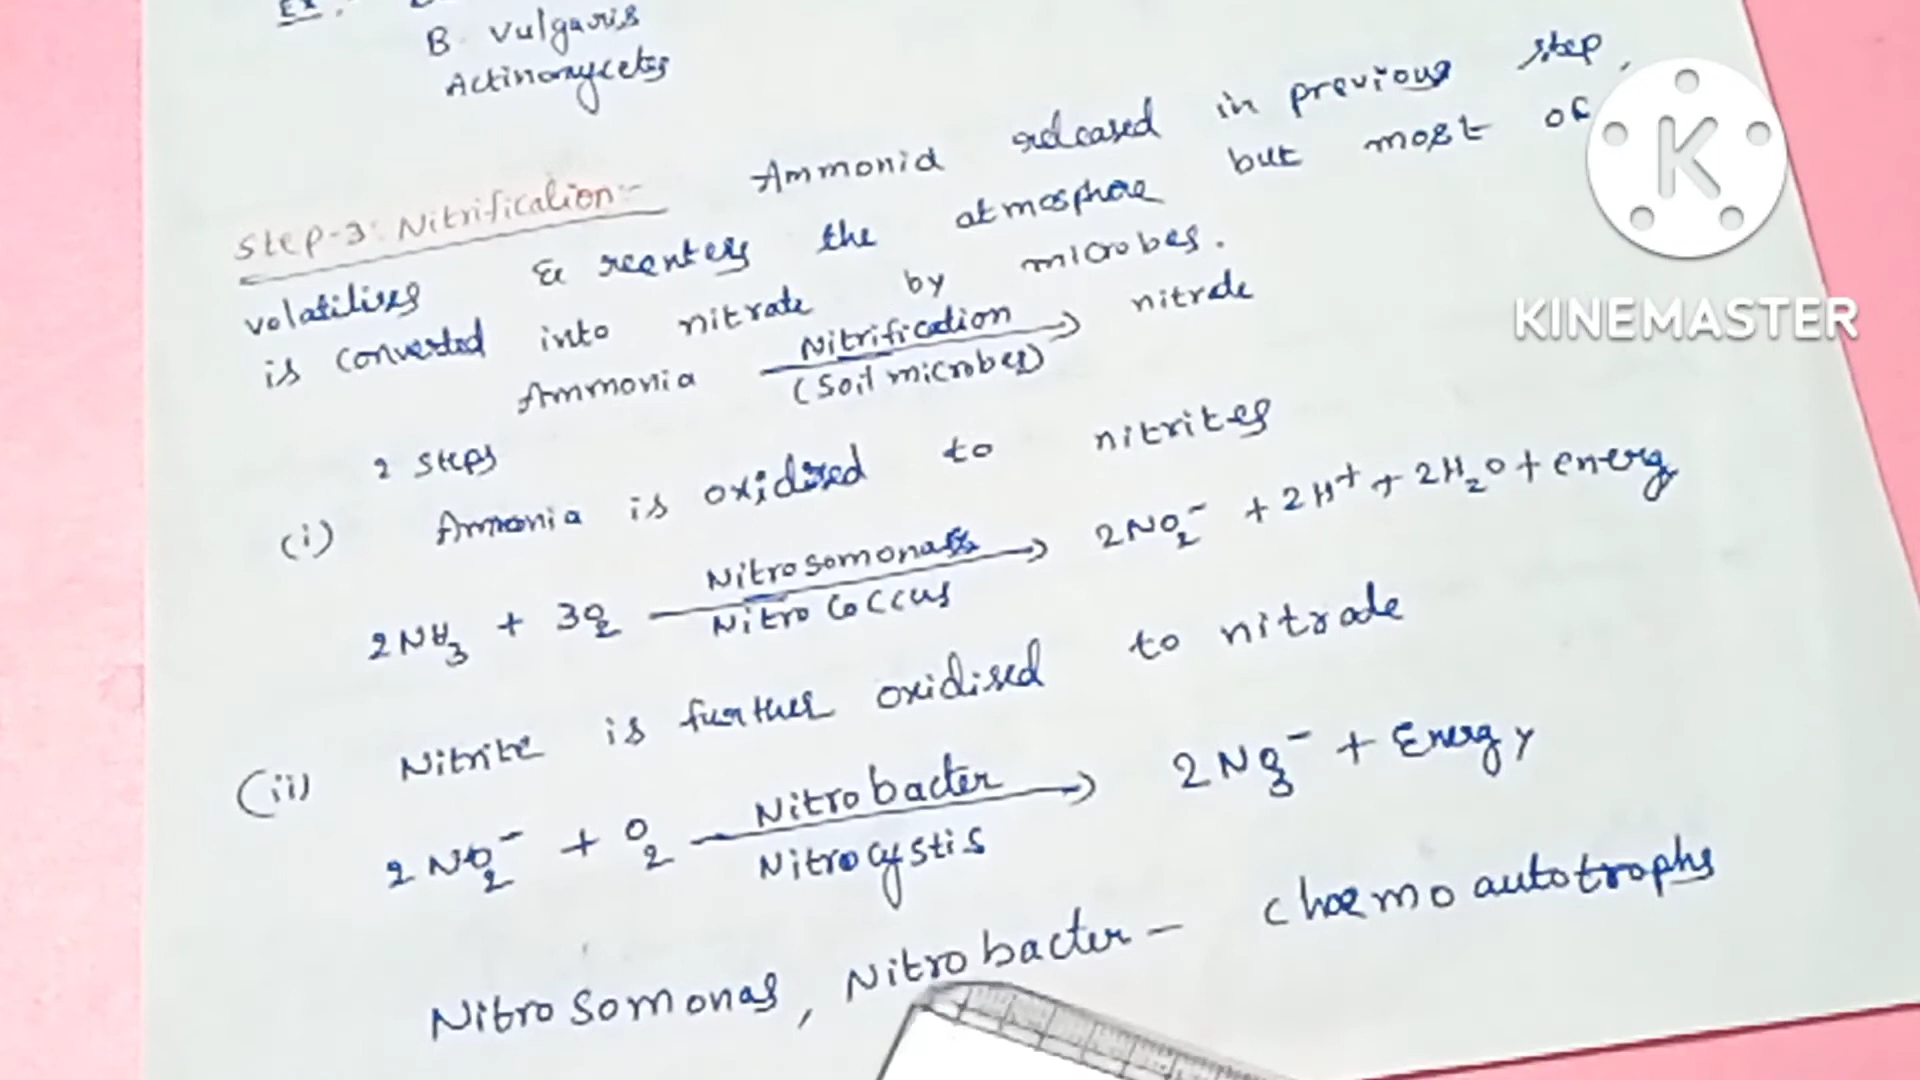 Ex:
B. Vulgaris
Actinomycetes
Step-3: Nitrification:- Ammonia released in previous step,
volatilises & reenters the atmosphere but most of
is converted into nitrate by microbes.
Ammonia Nitrification (Soil microbes) → nitrate
2 steps
(i) Ammonia is oxidised to nitrites
2NH₃ + 3O₂ Nitrosomonas Nitrococcus → 2NO₂⁻ + 2H⁺ + 2H₂O + energ
(ii) Nitrite is further oxidised to nitrate
2NO₂⁻ + O₂ Nitrobacter Nitrocystis → 2NO₃⁻ + Energy
Nitrosomonas, Nitrobacter - chemoautotrophs
K
KINEMASTER